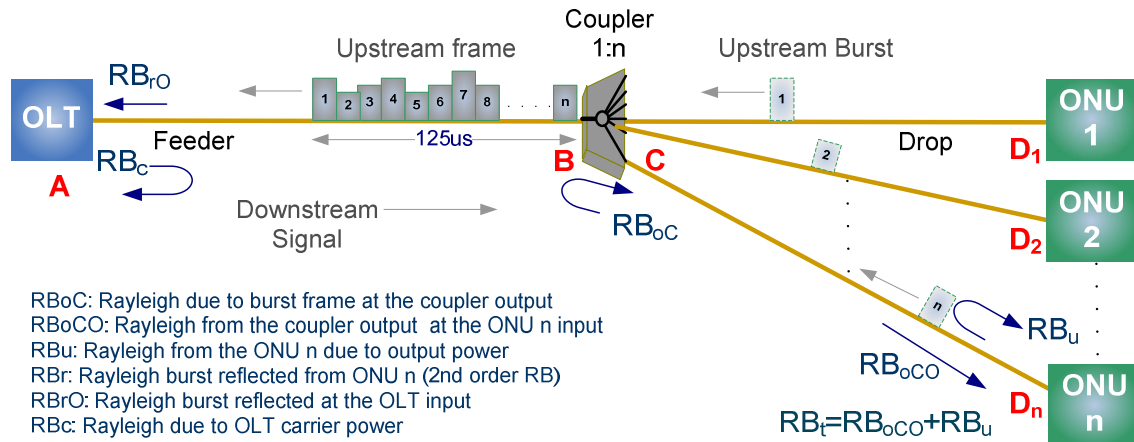 Coupler
1:n
Upstream frame
Upstream Burst
OLT
RBrO
1 2 3 4 5 6 7 8 . . . . . n
1
ONU
1
Feeder
125us
Drop
RBc
A
B
C
D1
2
ONU
2
D2
Downstream
Signal
RBoC
n
RBu
RBoCO
ONU
n
Dn
RBt=RBoCO+RBu
RBoC: Rayleigh due to burst frame at the coupler output
RBoCO: Rayleigh from the coupler output at the ONU n input
RBu: Rayleigh from the ONU n due to output power
RBr: Rayleigh burst reflected from ONU n (2nd order RB)
RBrO: Rayleigh burst reflected at the OLT input
RBc: Rayleigh due to OLT carrier power